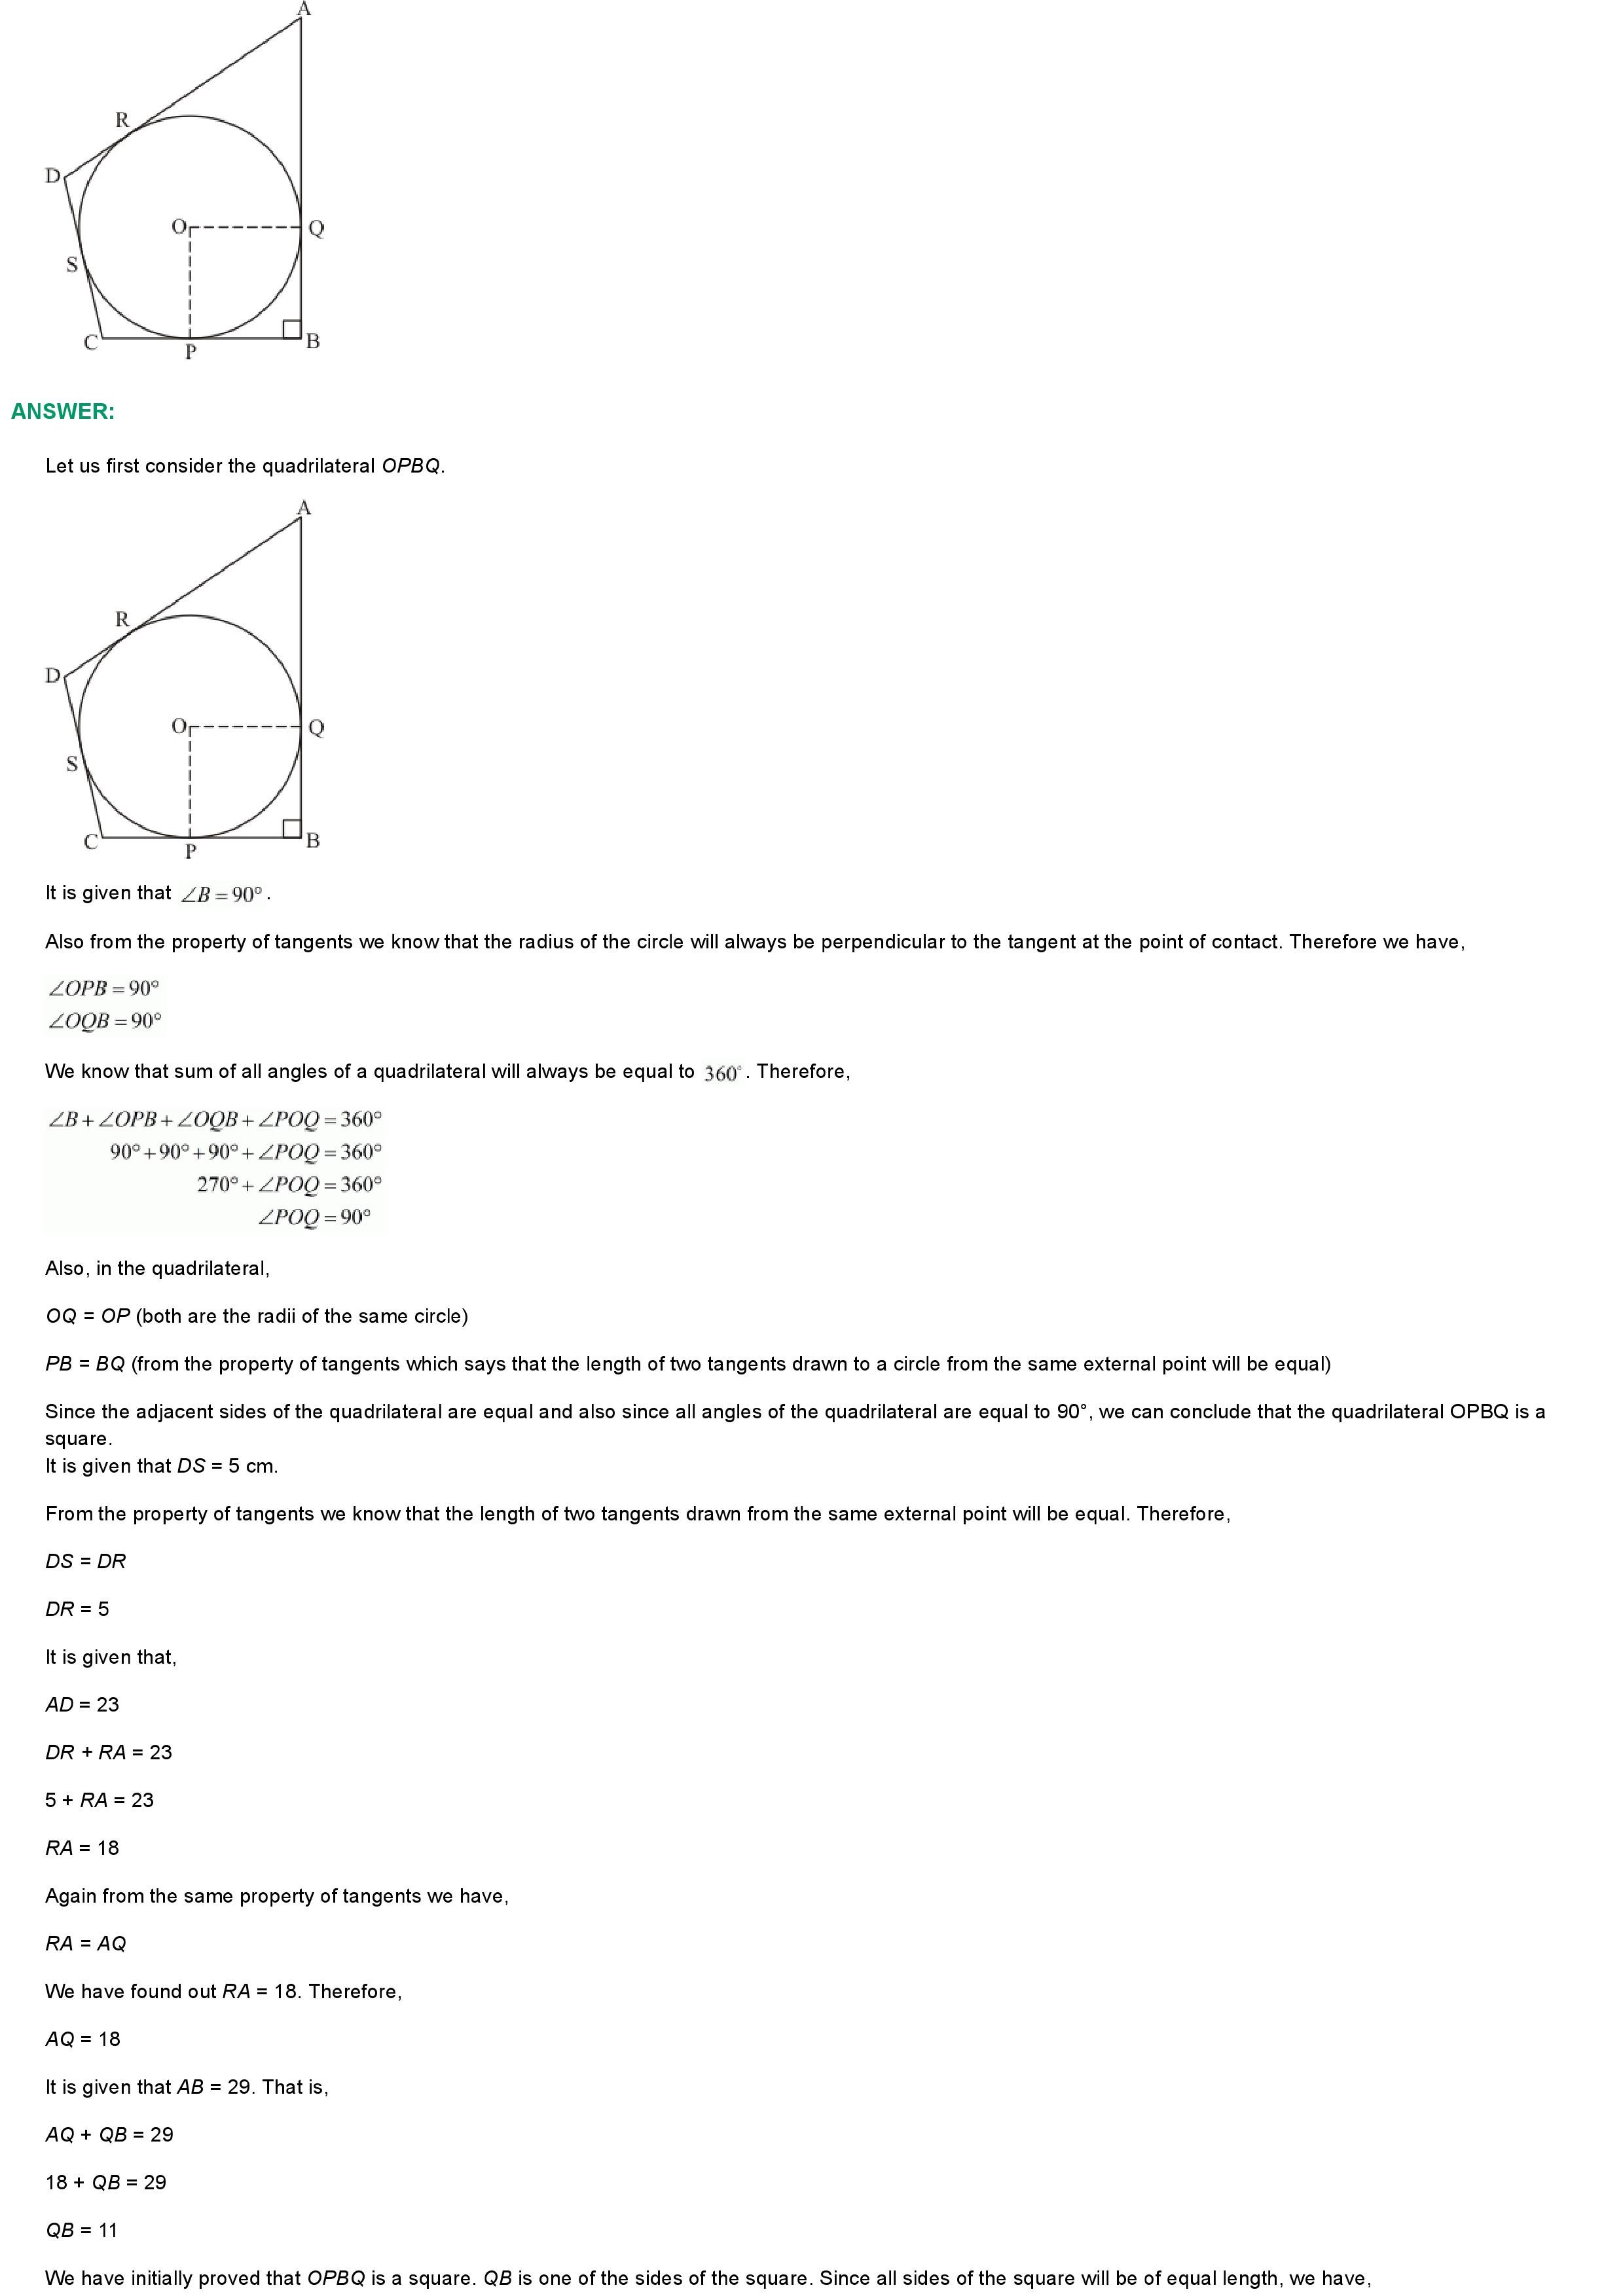 A
R
D
O
Q
S
C
B
P
ANSWER:
Let us first consider the quadrilateral OPBQ.
A
R
D
O
Q
S
C
B
P
It is given that ∠B = 90°.
Also from the property of tangents we know that the radius of the circle will always be perpendicular to the tangent at the point of contact. Therefore we have,
∠OPB = 90°
∠OQB = 90°
We know that sum of all angles of a quadrilateral will always be equal to 360°. Therefore,
∠B + ∠OPB + ∠OQB + ∠POQ = 360°
90° + 90° + 90° + ∠POQ = 360°
270° + ∠POQ = 360°
∠POQ = 90°
Also, in the quadrilateral,
OQ = OP (both are the radii of the same circle)
PB = BQ (from the property of tangents which says that the length of two tangents drawn to a circle from the same external point will be equal)
Since the adjacent sides of the quadrilateral are equal and also since all angles of the quadrilateral are equal to 90°, we can conclude that the quadrilateral OPBQ is a
square.
It is given that DS = 5 cm.
From the property of tangents we know that the length of two tangents drawn from the same external point will be equal. Therefore,
DS = DR
DR = 5
It is given that,
AD = 23
DR + RA = 23
5 + RA = 23
RA = 18
Again from the same property of tangents we have,
RA = AQ
We have found out RA = 18. Therefore,
AQ = 18
It is given that AB = 29. That is,
AQ + QB = 29
18 + QB = 29
QB = 11
We have initially proved that OPBQ is a square. QB is one of the sides of the square. Since all sides of the square will be of equal length, we have,